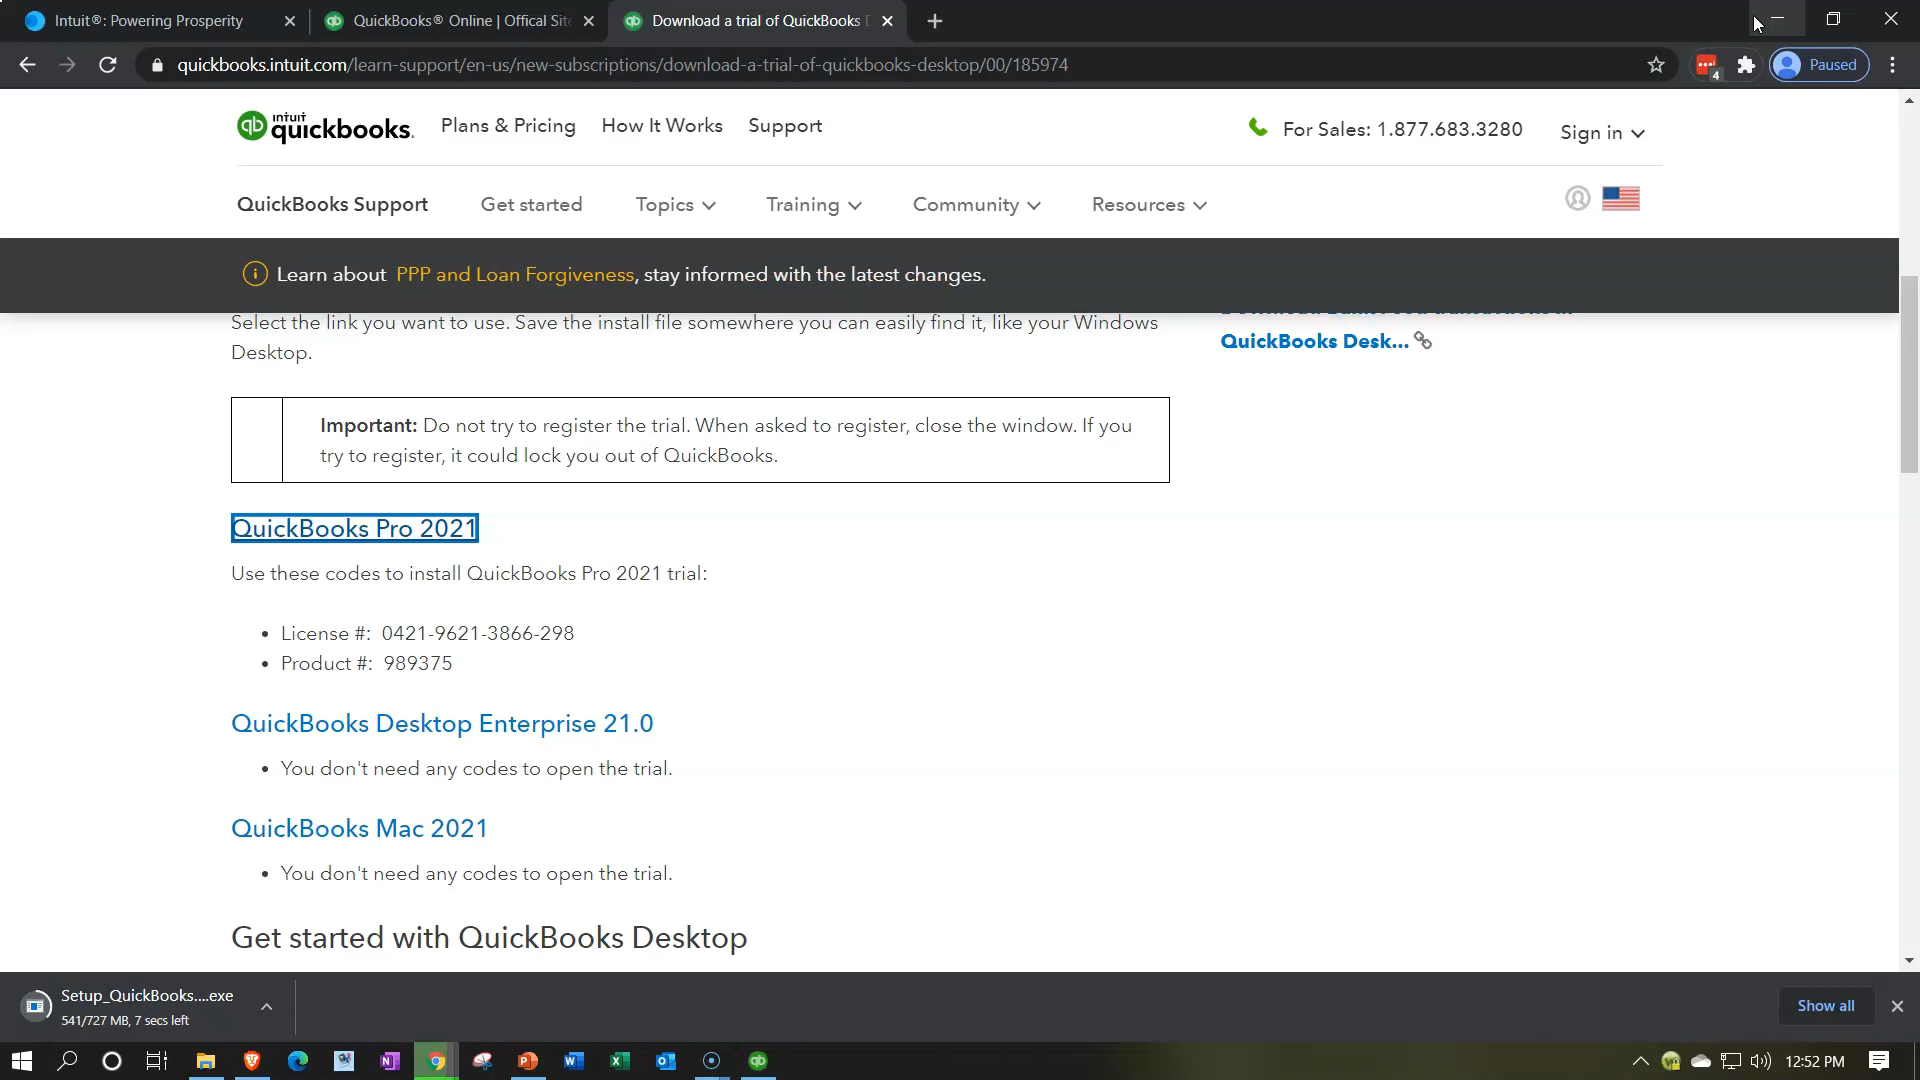 Intuit®: Powering Prosperity
QuickBooks® Online | Offical Site
Download a trial of QuickBooks D
quickbooks.intuit.com/learn-support/en-us/new-subscriptions/download-a-trial-of-quickbooks-desktop/00/185974
4
Paused
intuit
qb quickbooks.
Plans & Pricing
How It Works
Support
For Sales: 1.877.683.3280
Sign in
QuickBooks Support
Get started
Topics
Training
Community
Resources
Learn about PPP and Loan Forgiveness, stay informed with the latest changes.
Select the link you want to use. Save the install file somewhere you can easily find it, like your Windows
Desktop.
QuickBooks Desk...
Important: Do not try to register the trial. When asked to register, close the window. If you
try to register, it could lock you out of QuickBooks.
QuickBooks Pro 2021
Use these codes to install QuickBooks Pro 2021 trial:
• License #: 0421-9621-3866-298
• Product #: 989375
QuickBooks Desktop Enterprise 21.0
• You don't need any codes to open the trial.
QuickBooks Mac 2021
• You don't need any codes to open the trial.
Get started with QuickBooks Desktop
Setup_QuickBooks....exe
541/727 MB, 7 secs left
Show all
12:52 PM